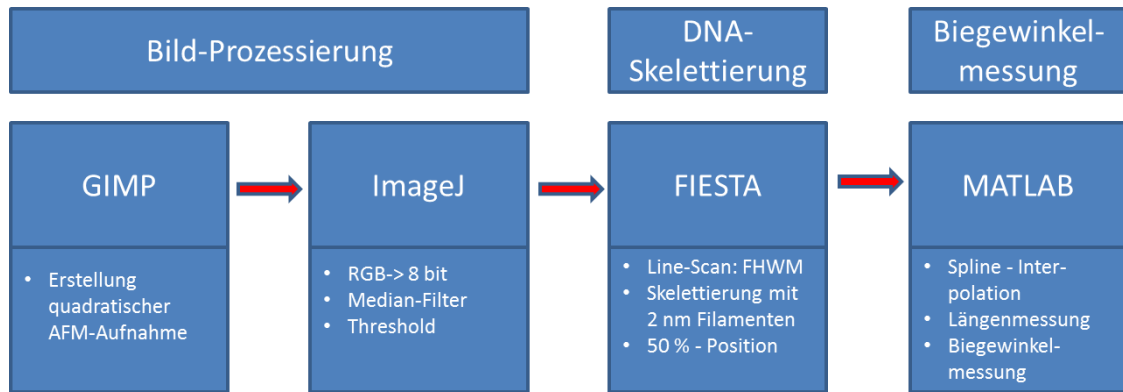 Bild-Prozessierung
DNA-
Skelettierung
Biegewinkel-
messung
GIMP
ImageJ
FIESTA
MATLAB
• Erstellung
quadratischer
AFM-Aufnahme
• RGB-> 8 bit
• Median-Filter
• Threshold
• Line-Scan: FHWM
• Skelettierung mit
2 nm Filamenten
• 50 % - Position
• Spline - Inter-
polation
• Längenmessung
• Biegewinkel-
messung